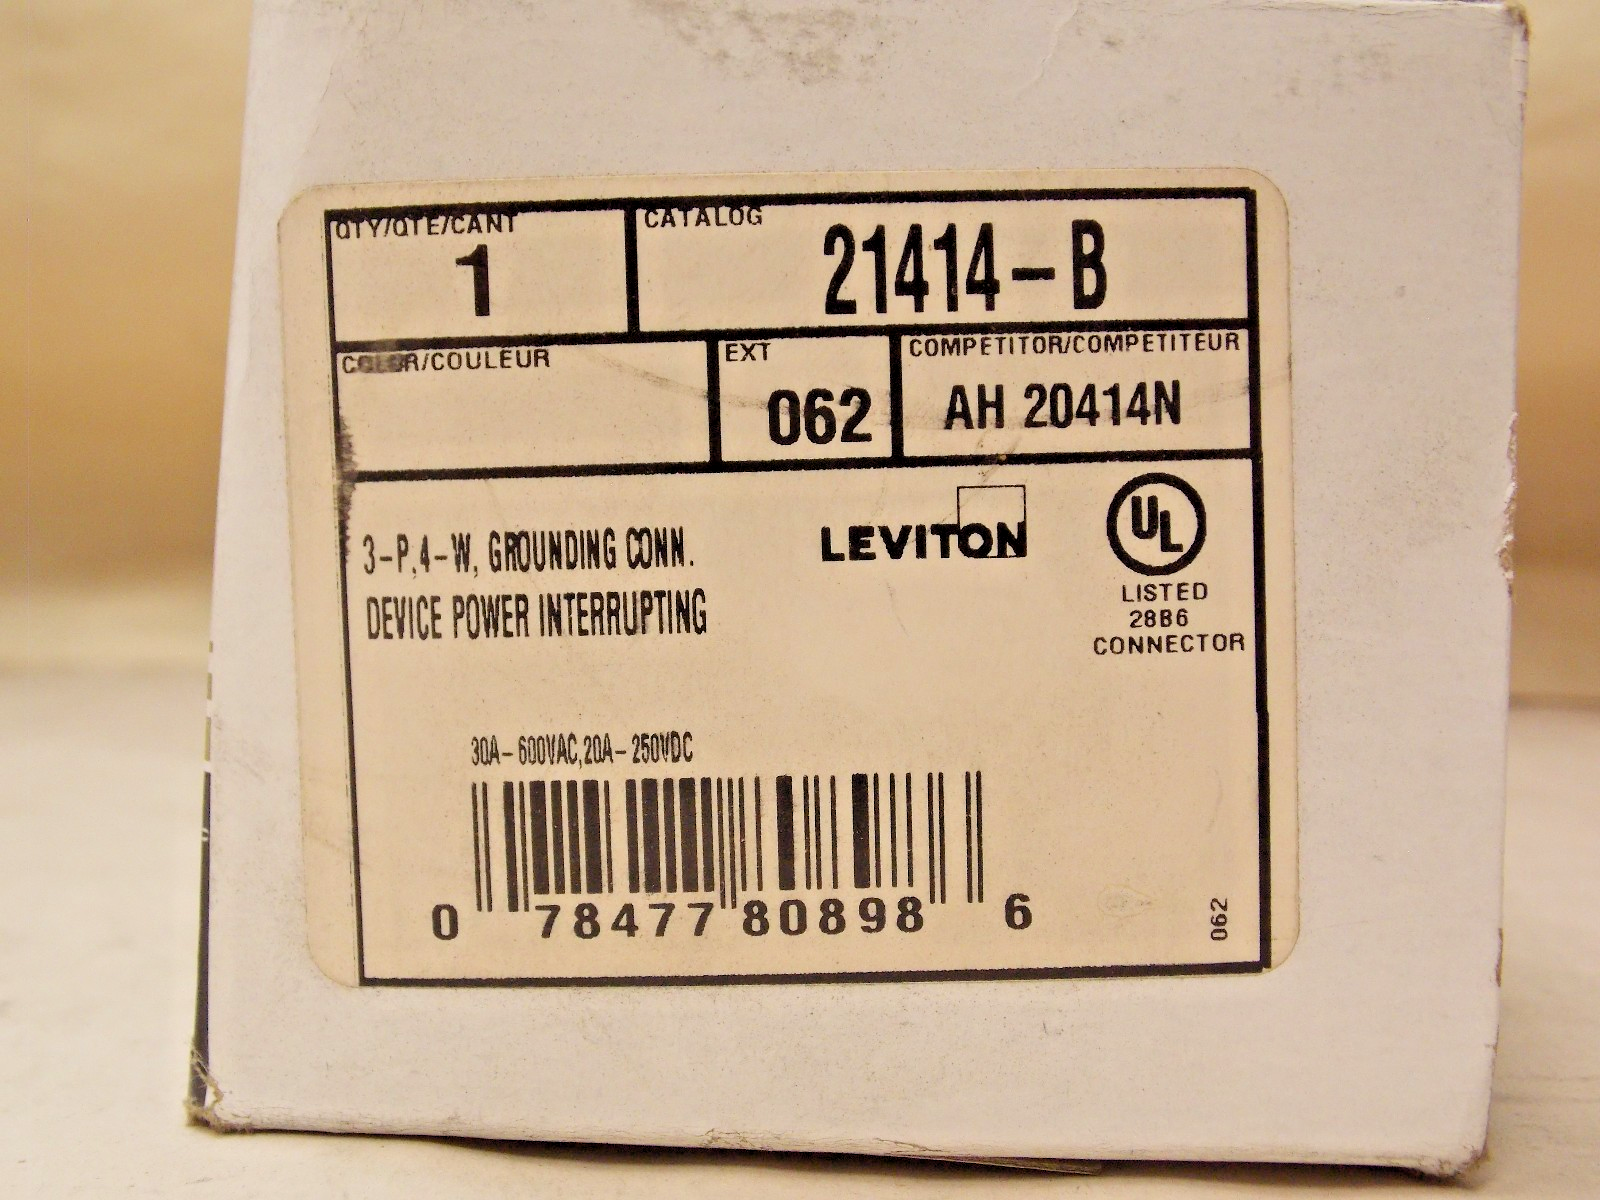 QTY/QTE/CANT
1
CATALOG
21414-B
COLOR/COULEUR
EXT
062
COMPETITOR/COMPETITEUR
AH 20414N
3-P, 4-W, GROUNDING CONN.
DEVICE POWER INTERRUPTING
LEVITON
UL
LISTED
28B6
CONNECTOR
30A-600VAC, 20A-250VDC
0 78477 80898 6
062